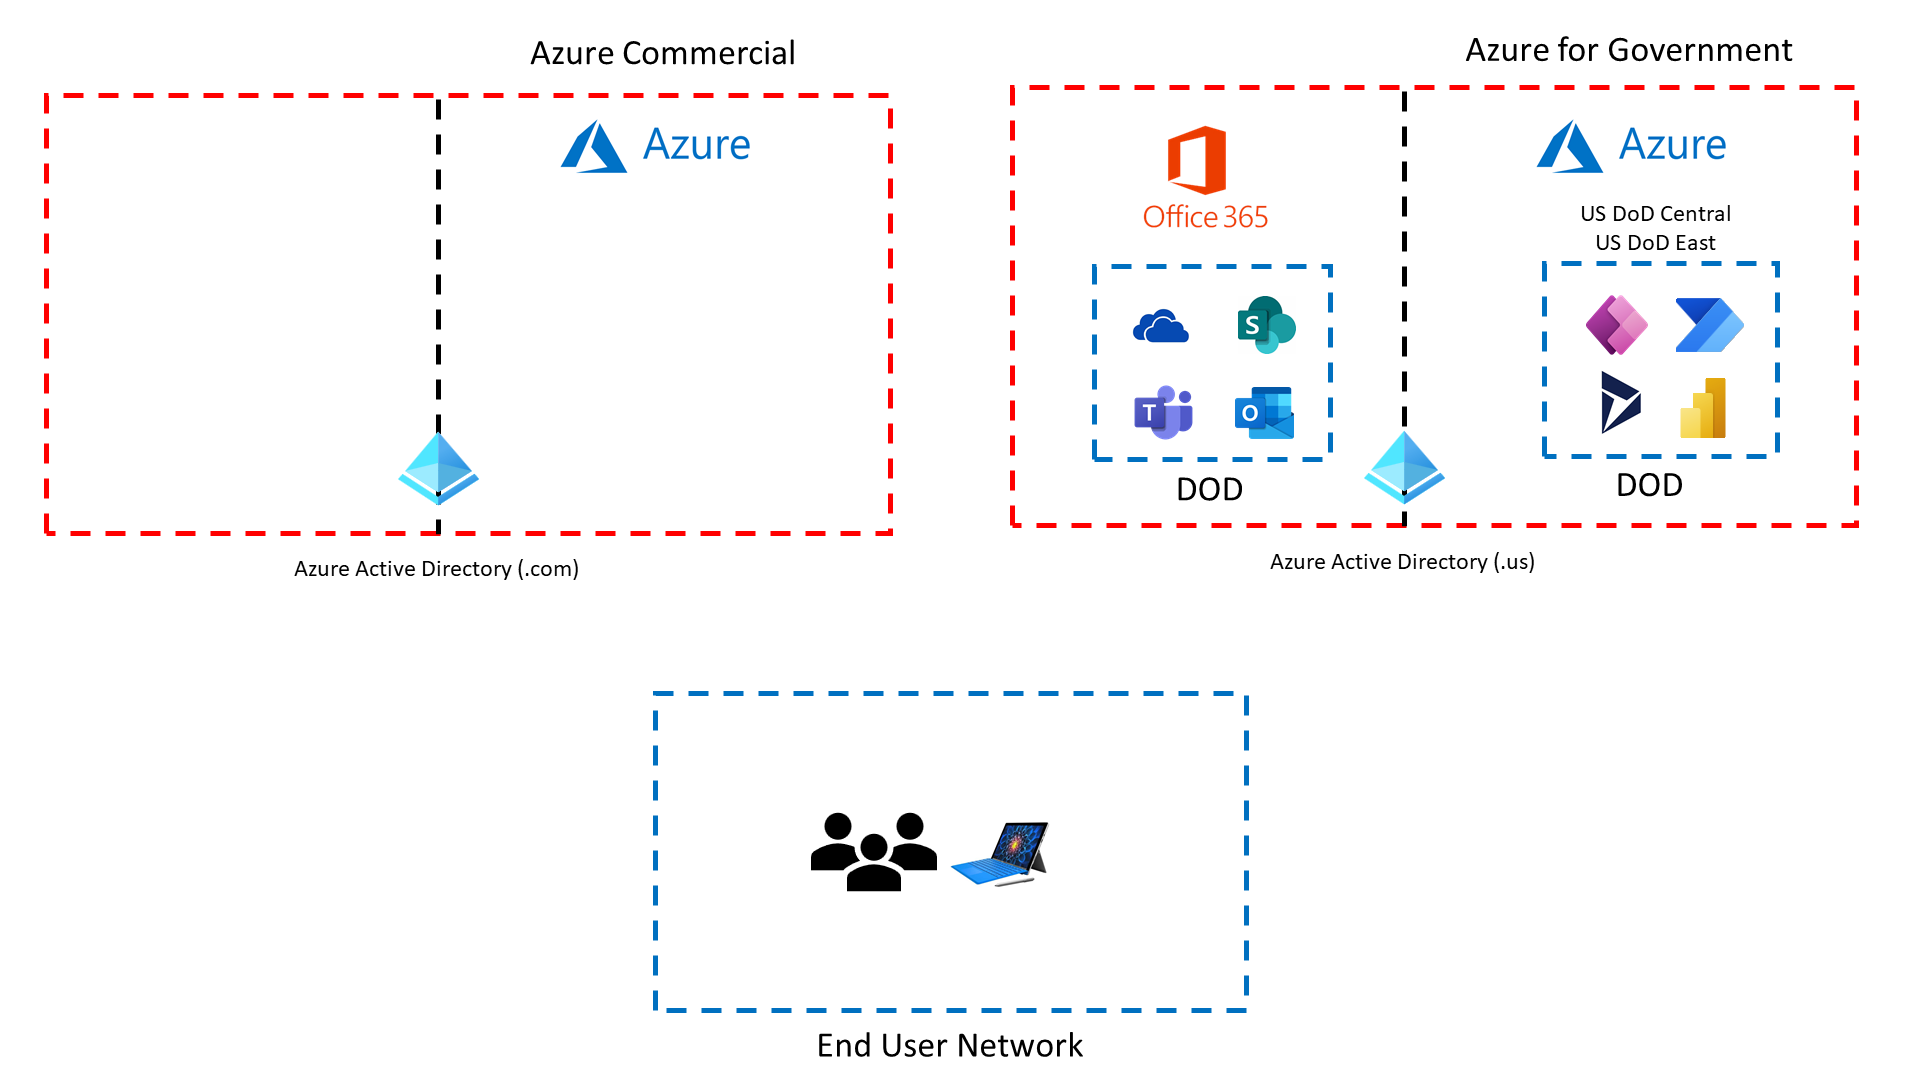 Azure Commercial
Azure
Azure Active Directory (.com)
Azure for Government
Office 365
S
T
O
DOD
Azure
US DoD Central
US DoD East
DOD
Azure Active Directory (.us)
End User Network